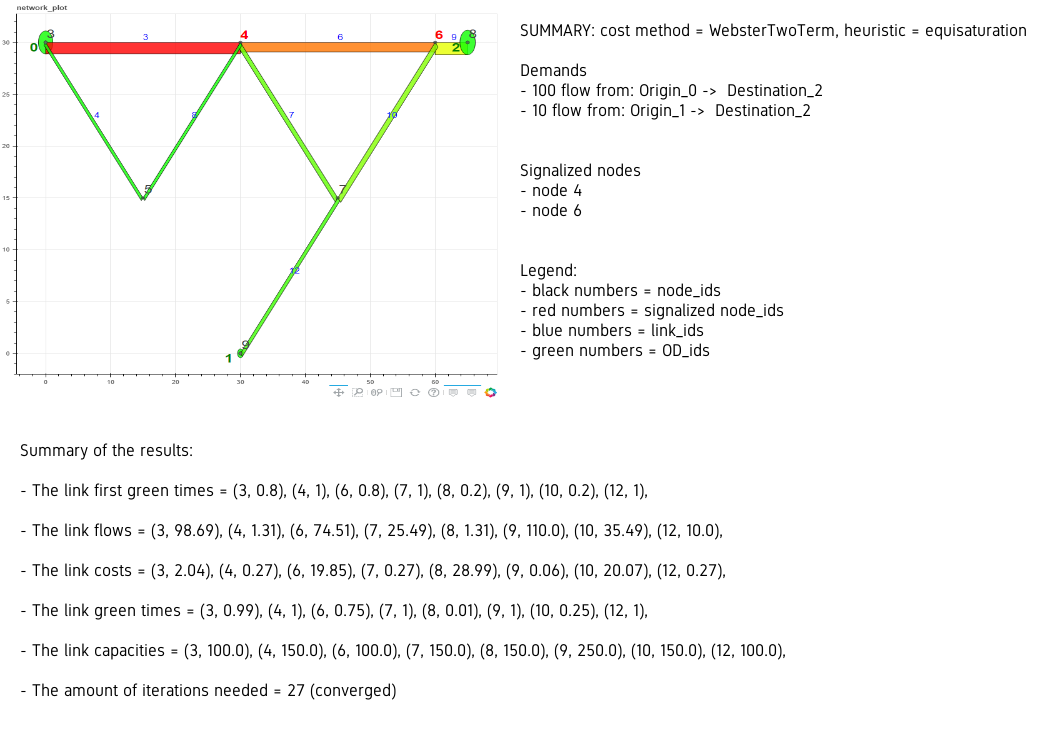 network_plot
3
0
3
4
6
6
9
8
2
30
4
8
7
10
25
20
5
7
15
10
12
5
9
1
0
0
10
20
30
40
50
60
SUMMARY: cost method = WebsterTwoTerm, heuristic = equisaturation
Demands
- 100 flow from: Origin_0 -> Destination_2
- 10 flow from: Origin_1 -> Destination_2
Signalized nodes
- node 4
- node 6
Legend:
- black numbers = node_ids
- red numbers = signalized node_ids
- blue numbers = link_ids
- green numbers = OD_ids
Summary of the results:
- The link first green times = (3, 0.8), (4, 1), (6, 0.8), (7, 1), (8, 0.2), (9, 1), (10, 0.2), (12, 1),
- The link flows = (3, 98.69), (4, 1.31), (6, 74.51), (7, 25.49), (8, 1.31), (9, 110.0), (10, 35.49), (12, 10.0),
- The link costs = (3, 2.04), (4, 0.27), (6, 19.85), (7, 0.27), (8, 28.99), (9, 0.06), (10, 20.07), (12, 0.27),
- The link green times = (3, 0.99), (4, 1), (6, 0.75), (7, 1), (8, 0.01), (9, 1), (10, 0.25), (12, 1),
- The link capacities = (3, 100.0), (4, 150.0), (6, 100.0), (7, 150.0), (8, 150.0), (9, 250.0), (10, 150.0), (12, 100.0),
- The amount of iterations needed = 27 (converged)